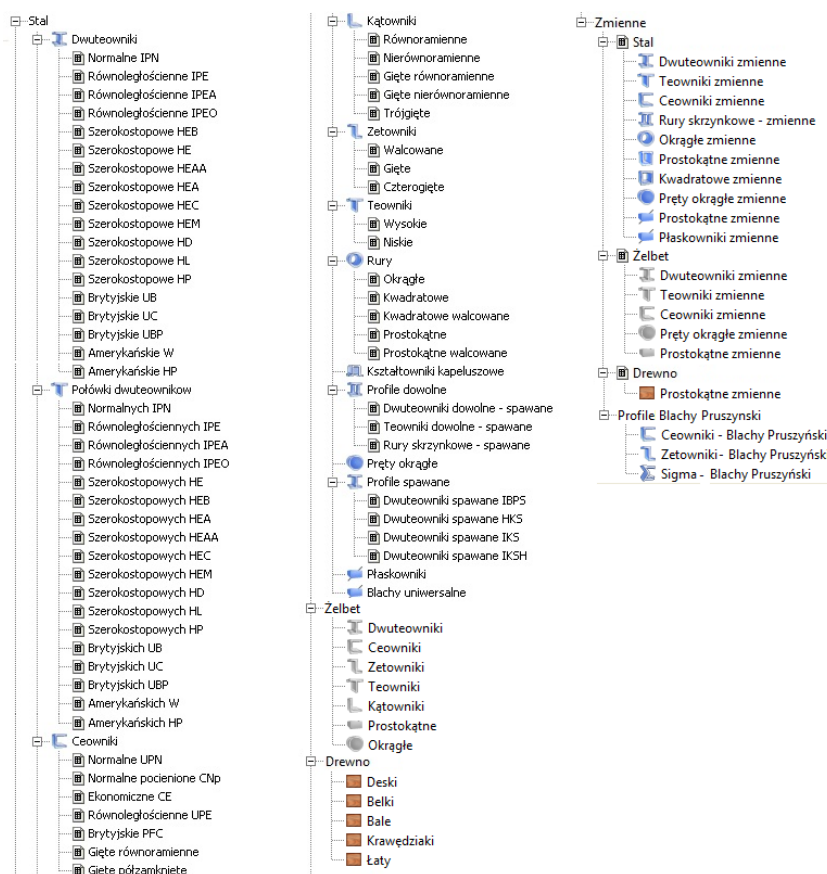 Stal
Dwuteowniki
Normalne IPN
Równoległościenne IPE
Równoległościenne IPEA
Równoległościenne IPEO
Szerokostopowe HEB
Szerokostopowe HE
Szerokostopowe HEAA
Szerokostopowe HEA
Szerokostopowe HEC
Szerokostopowe HEM
Szerokostopowe HD
Szerokostopowe HL
Szerokostopowe HP
Brytyjskie UB
Brytyjskie UC
Brytyjskie UBP
Amerykańskie W
Amerykańskie HP
Połówki dwuteownikow
Normalnych IPN
Równoległościennych IPE
Równoległościennych IPEA
Równoległościennych IPEO
Szerokostopowych HE
Szerokostopowych HEB
Szerokostopowych HEA
Szerokostopowych HEAA
Szerokostopowych HEC
Szerokostopowych HEM
Szerokostopowych HD
Szerokostopowych HL
Szerokostopowych HP
Brytyjskich UB
Brytyjskich UC
Brytyjskich UBP
Amerykańskich W
Amerykańskich HP
Ceowniki
Normalne UPN
Normalne pocienione CNp
Ekonomiczne CE
Równoległościenne UPE
Brytyjskie PFC
Gięte równoramienne
Gięte półzamknięte
Kątowniki
Równoramienne
Nierównoramienne
Gięte równoramienne
Gięte nierównoramienne
Trójgięte
Zetowniki
Walcowane
Gięte
Czterogięte
Teowniki
Wysokie
Niskie
Rury
Okrągłe
Kwadratowe
Kwadratowe walcowane
Prostokątne
Prostokątne walcowane
Kształtowniki kapeluszowe
Profile dowolne
Dwuteowniki dowolne - spawane
Teowniki dowolne - spawane
Rury skrzynkowe - spawane
Pręty okrągłe
Profile spawane
Dwuteowniki spawane IBPS
Dwuteowniki spawane HKS
Dwuteowniki spawane IKS
Dwuteowniki spawane IKSH
Płaskowniki
Blachy uniwersalne
Żelbet
Dwuteowniki
Ceowniki
Zetowniki
Teowniki
Kątowniki
Prostokątne
Okrągłe
Drewno
Deski
Belki
Bale
Krawędziaki
Łaty
Zmienne
Stal
Dwuteowniki zmienne
Teowniki zmienne
Ceowniki zmienne
Rury skrzynkowe - zmienne
Okrągłe zmienne
Prostokątne zmienne
Kwadratowe zmienne
Pręty okrągłe zmienne
Prostokątne zmienne
Płaskowniki zmienne
Żelbet
Dwuteowniki zmienne
Teowniki zmienne
Ceowniki zmienne
Pręty okrągłe zmienne
Prostokątne zmienne
Drewno
Prostokątne zmienne
Profile Blachy Pruszynski
Ceowniki - Blachy Pruszyński
Zetowniki - Blachy Pruszyńsk
Sigma - Blachy Pruszyński